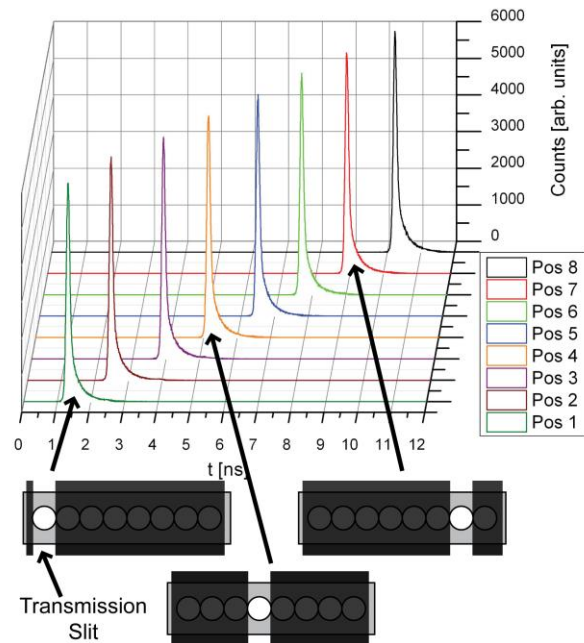 6000
5000
4000
3000
2000
1000
0
Counts [arb. units]
Pos 8
Pos 7
Pos 6
Pos 5
Pos 4
Pos 3
Pos 2
Pos 1
0 1 2 3 4 5 6 7 8 9 10 11 12
t [ns]
Transmission
Slit